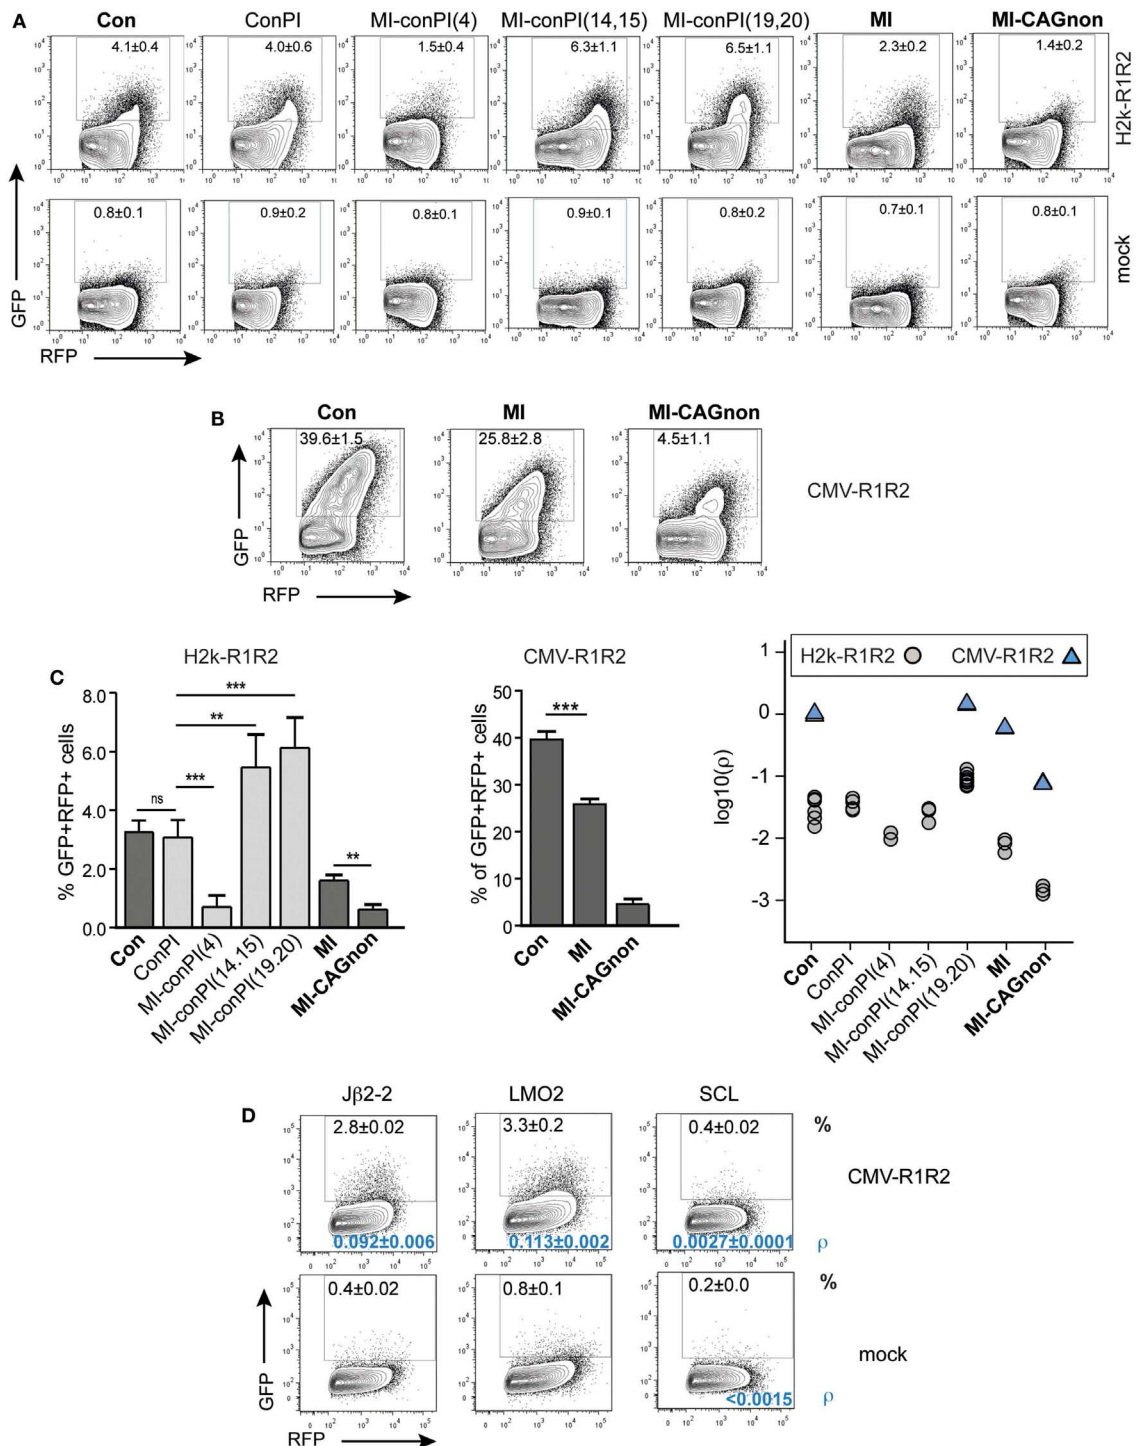 A
Con ConPI MI-conPI(4) MI-conPI(14,15) MI-conPI(19,20) MI MI-CAGnon
4.1±0.4 4.0±0.6 1.5±0.4 6.3±1.1 6.5±1.1 2.3±0.2 1.4±0.2
H2k-R1R2
0.8±0.1 0.9±0.2 0.8±0.1 0.9±0.1 0.8±0.2 0.7±0.1 0.8±0.1
mock
GFP
RFP
B
Con MI MI-CAGnon
39.6±1.5 25.8±2.8 4.5±1.1
CMV-R1R2
GFP
RFP
C
H2k-R1R2
% GFP+RFP+ cells
8.0
6.0
4.0
2.0
0.0
ns *** ** *** **
Con ConPI MI-conPI(4) MI-conPI(14.15) MI-conPI(19.20) MI MI-CAGnon
CMV-R1R2
% of GFP+RFP+ cells
50
40
30
20
10
0
***
Con MI MI-CAGnon
H2k-R1R2 CMV-R1R2
log10(ρ)
1
0
-1
-2
-3
Con ConPI MI-conPI(4) MI-conPI(14.15) MI-conPI(19.20) MI MI-CAGnon
D
Jβ2-2 LMO2 SCL
2.8±0.02 3.3±0.2 0.4±0.02 %
CMV-R1R2
0.092±0.006 0.113±0.002 0.0027±0.0001 ρ
0.4±0.02 0.8±0.1 0.2±0.0 %
mock
<0.0015 ρ
GFP
RFP